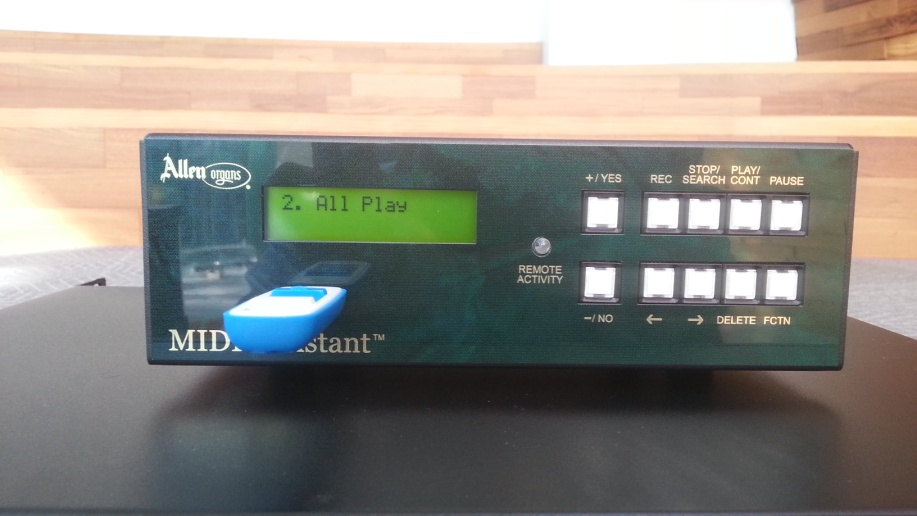 Allen organs®
2. All Play
MIDI
stant™
REMOTE
ACTIVITY
+/YES
REC
STOP/
SEARCH
PLAY/
CONT
PAUSE
-/NO
←
→
DELETE
FCTN